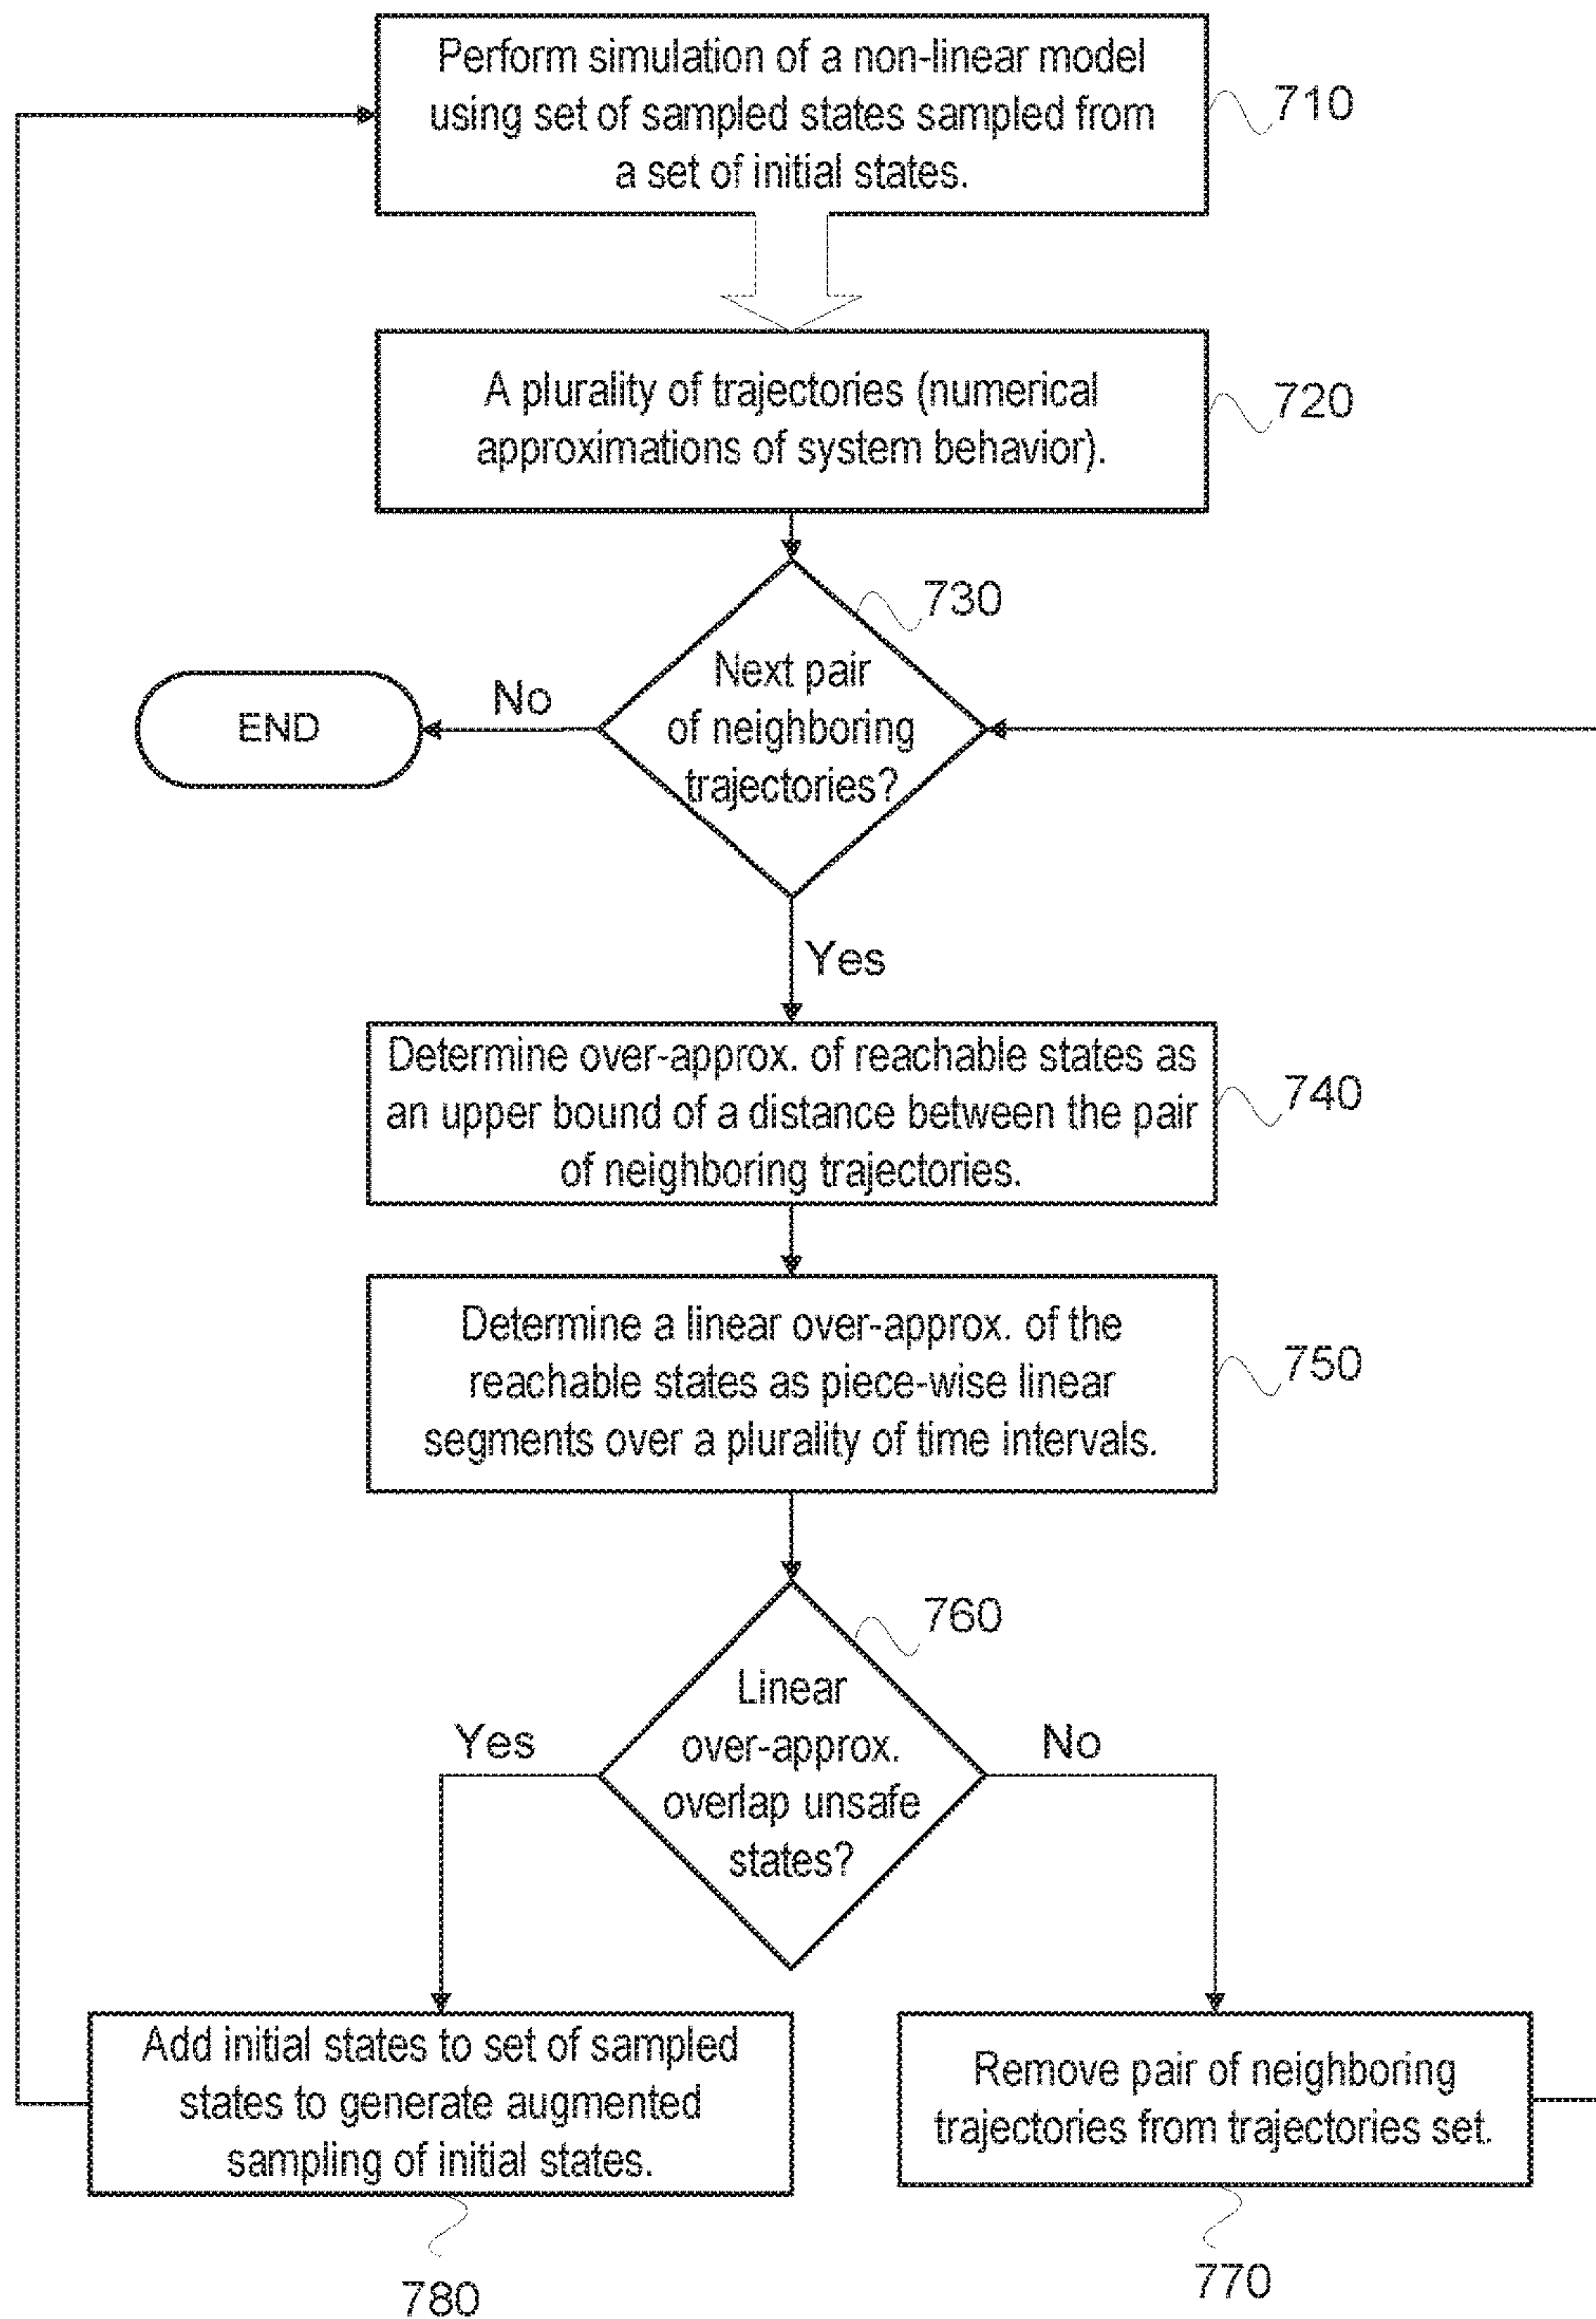 Perform simulation of a non-linear model
using set of sampled states sampled from
a set of initial states.
710
A plurality of trajectories (numerical
approximations of system behavior).
720
730
Next pair
of neighboring
trajectories?
No
END
Yes
Determine over-approx. of reachable states as
an upper bound of a distance between the pair
of neighboring trajectories.
740
Determine a linear over-approx. of the
reachable states as piece-wise linear
segments over a plurality of time intervals.
750
760
Linear
over-approx.
overlap unsafe
states?
Yes
No
Add initial states to set of sampled
states to generate augmented
sampling of initial states.
780
Remove pair of neighboring
trajectories from trajectories set.
770